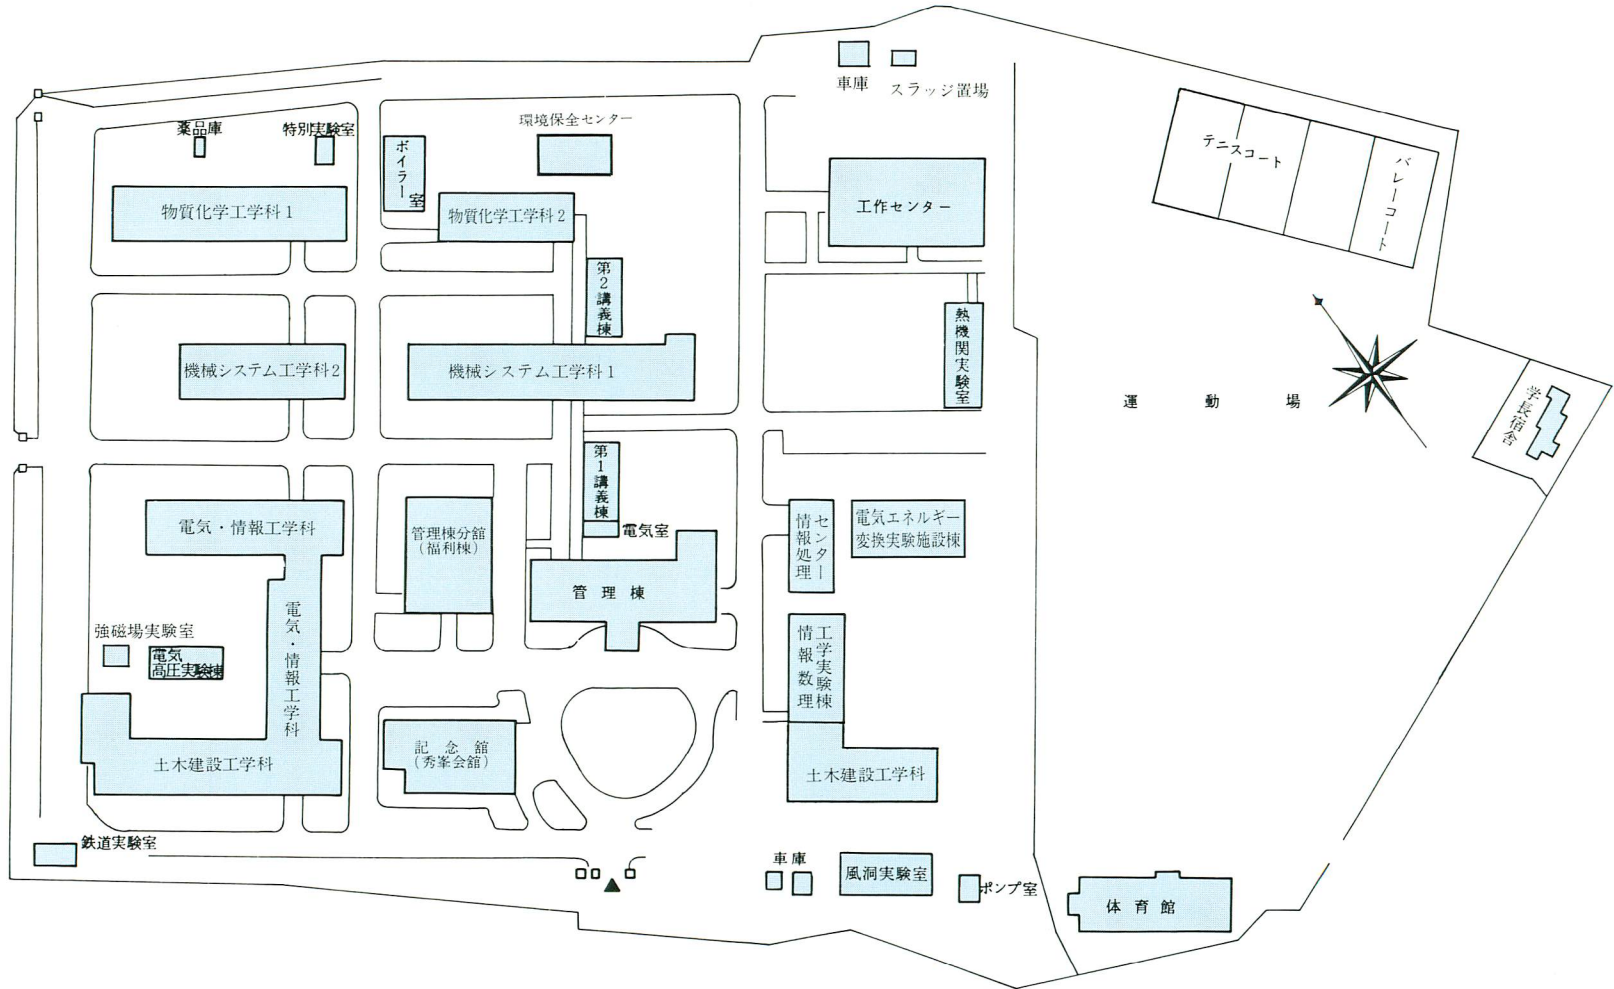 車庫
スラッジ置場
薬品庫
特別実験室
ボイラー室
環境保全センター
テニスコート
バレーコート
物質化学工学科1
物質化学工学科2
工作センター
第2講義棟
熱機関実験室
機械システム工学科2
機械システム工学科1
運動場
学長宿舎
第1講義棟
電気室
電気・情報工学科
管理棟分館
(福利棟)
管理棟
情報処理
センター
電気エネルギー
変換実験施設棟
強磁場実験室
電気
高圧実験棟
電気・情報工学科
情報数理
工学実験棟
土木建設工学科
記念館
(秀峯会館)
土木建設工学科
鉄道実験室
車庫
風洞実験室
ポンプ室
体育館